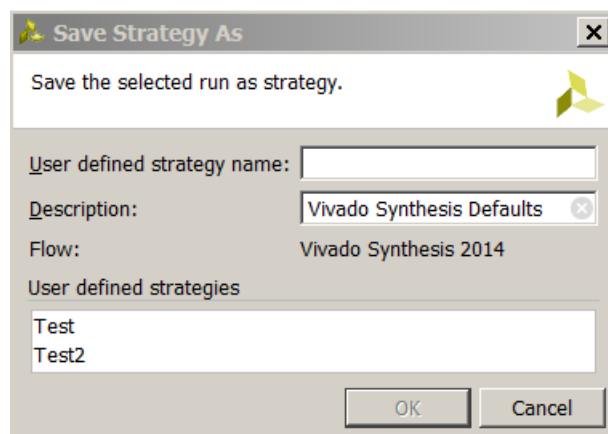 Save Strategy As
Save the selected run as strategy.
User defined strategy name:
Description: Vivado Synthesis Defaults
Flow: Vivado Synthesis 2014
User defined strategies
Test
Test2
OK Cancel